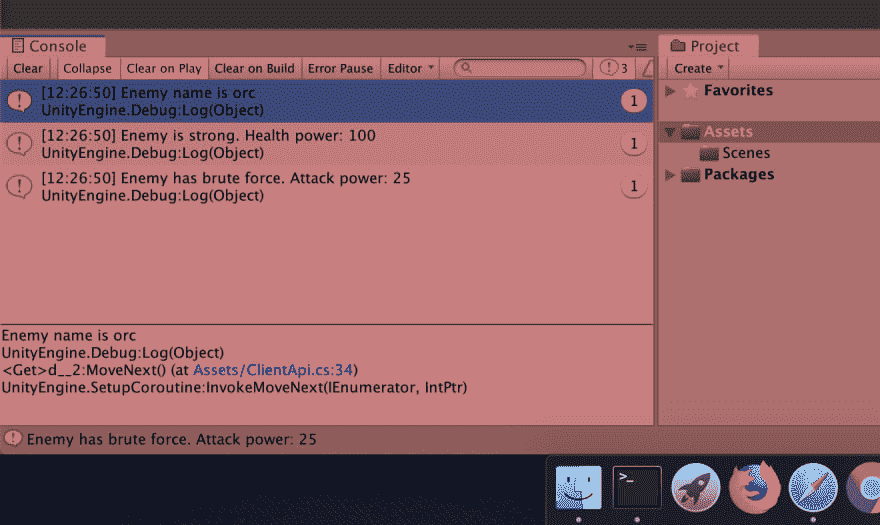 Console
Clear Collapse Clear on Play Clear on Build Error Pause Editor 3
[12:26:50] Enemy name is orc
UnityEngine.Debug:Log(Object)
1
[12:26:50] Enemy is strong. Health power: 100
UnityEngine.Debug:Log(Object)
1
[12:26:50] Enemy has brute force. Attack power: 25
UnityEngine.Debug:Log(Object)
1
Enemy name is orc
UnityEngine.Debug:Log(Object)
<Get>d__2:MoveNext() (at Assets/ClientApi.cs:34)
UnityEngine.SetupCoroutine:InvokeMoveNext(IEnumerator, IntPtr)
Enemy has brute force. Attack power: 25
Project
Create
Favorites
Assets
Scenes
Packages
>_